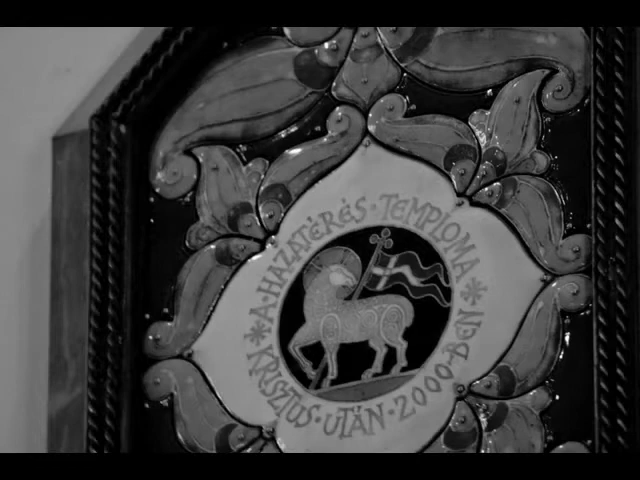 * A · HAZATÉRÉS · TEMPLOMA *
KRISZTUS · UTÁN · 2000 · BEN